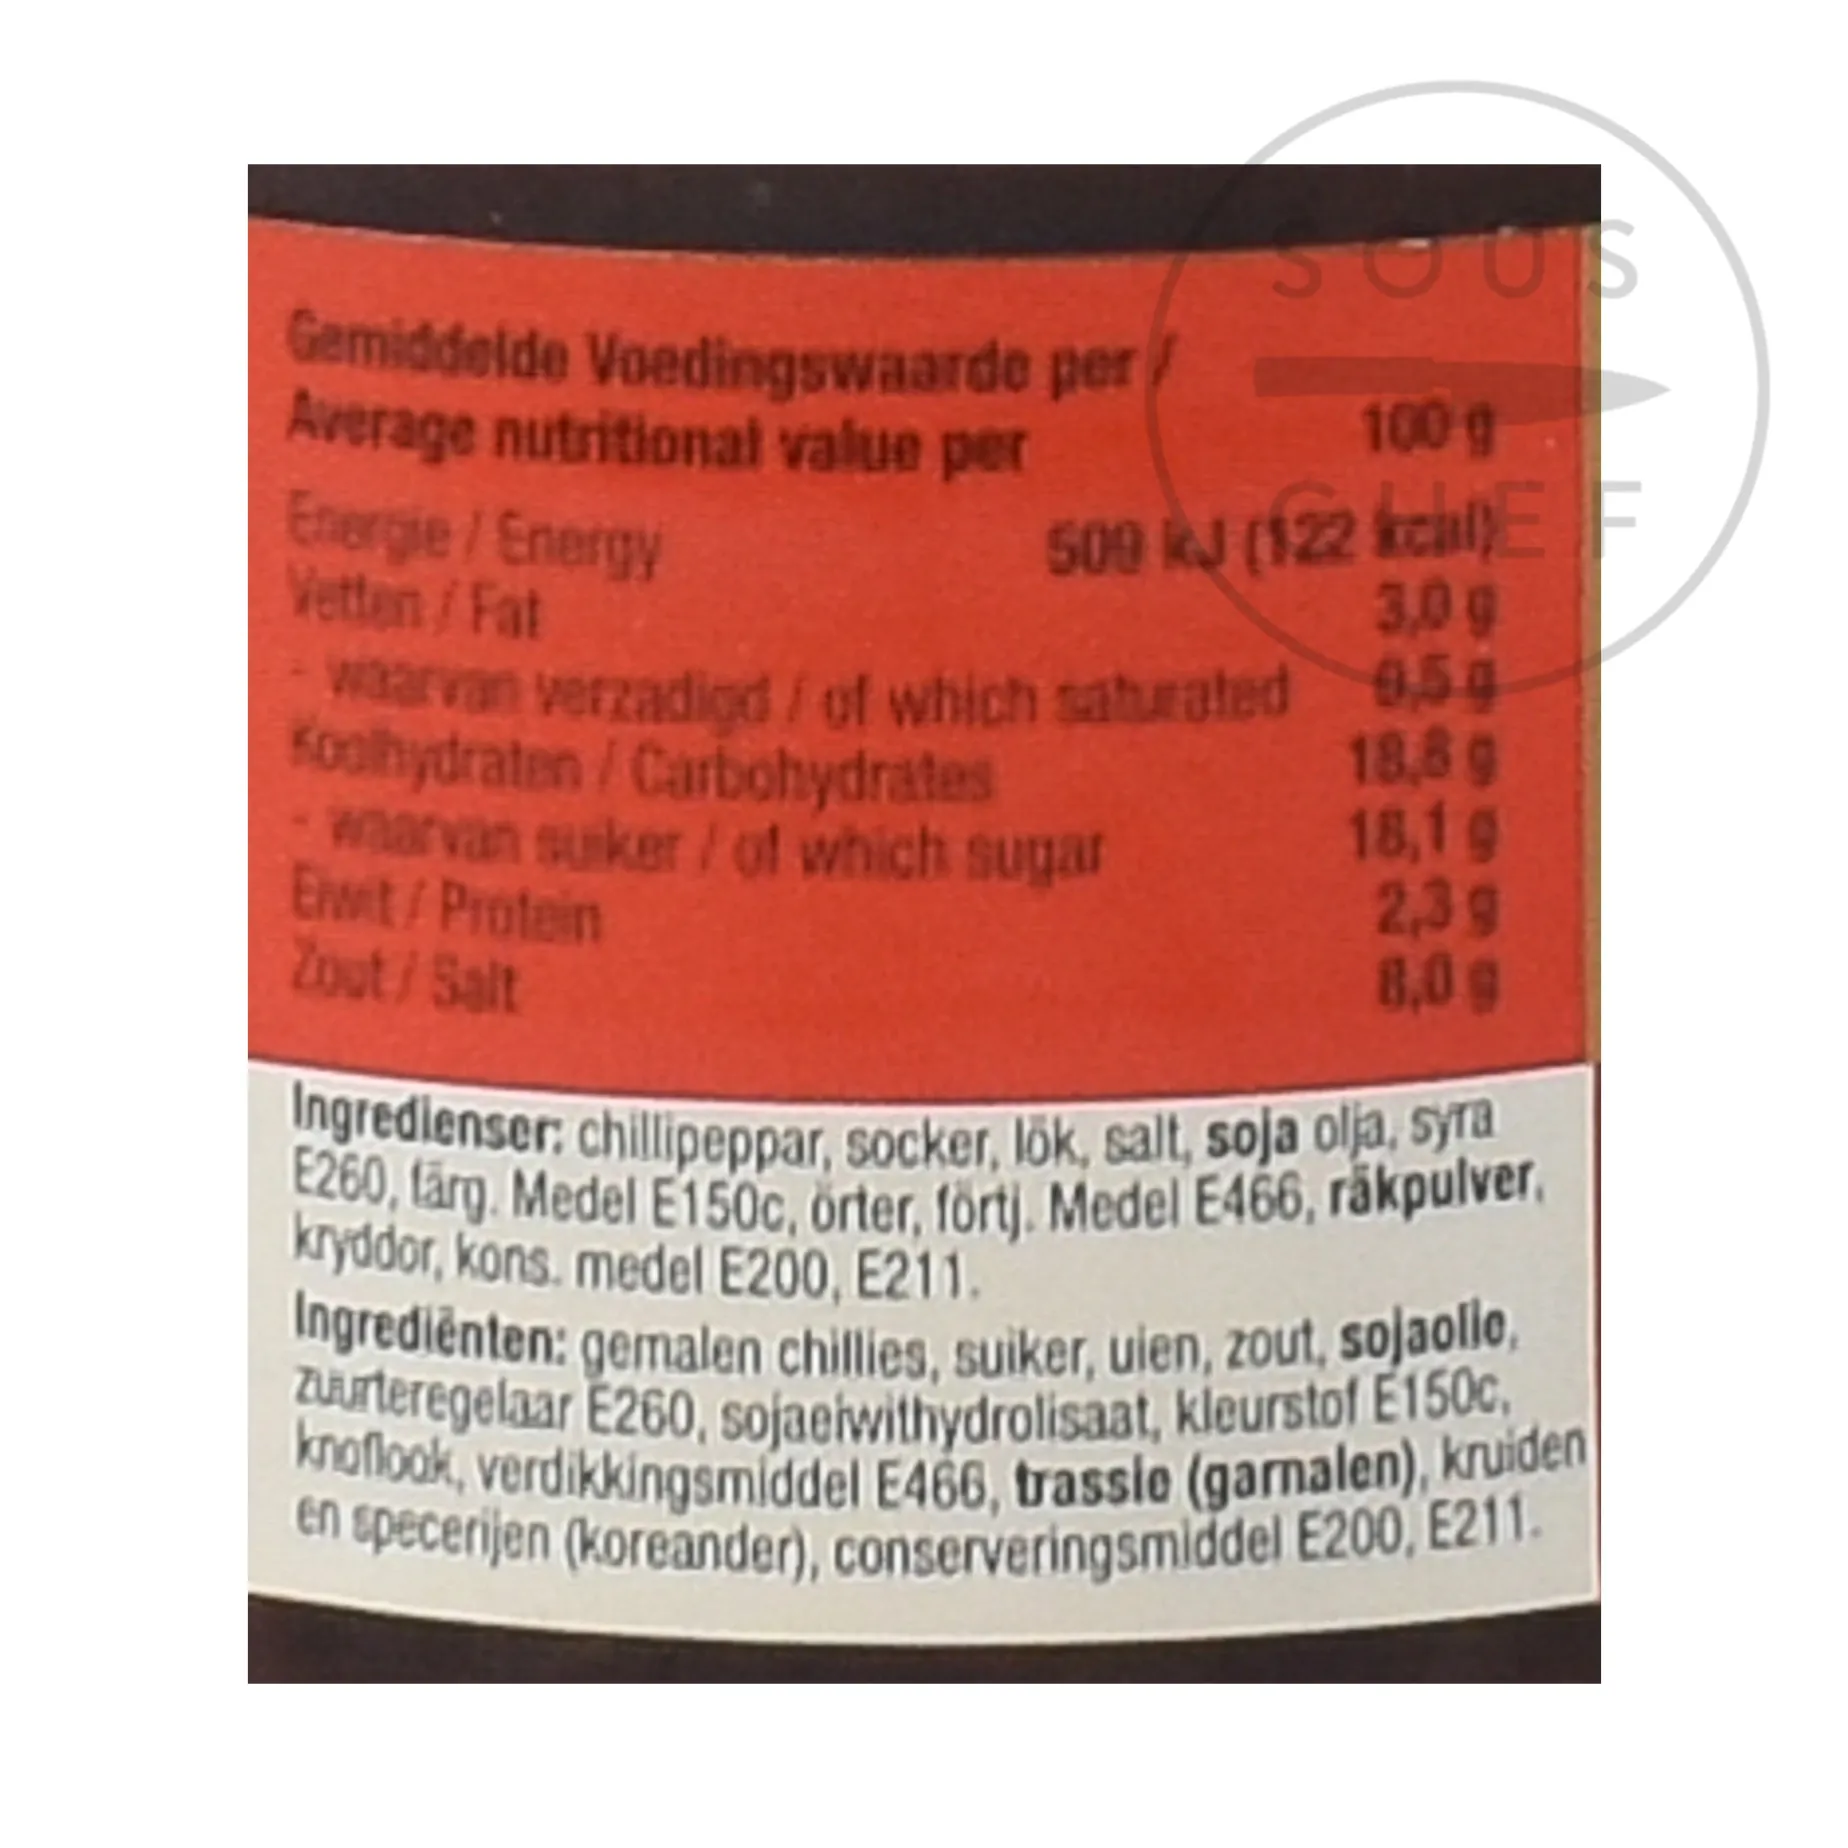 SOUS
CHEF
Gemiddelde Voedingswaarde per /
Average nutritional value per 100 g
Energie / Energy 509 kJ (122 kcal)
Vetten / Fat 3,0 g
- waarvan verzadigd / of which saturated 0,5 g
Koolhydraten / Carbohydrates 18,8 g
- waarvan suiker / of which sugar 18,1 g
Eiwit / Protein 2,3 g
Zout / Salt 8,0 g
Ingredienser: chillipeppar, socker, lök, salt, soja olja, syra
E260, färg. Medel E150c, örter, förtj. Medel E466, räkpulver,
kryddor, kons. medel E200, E211.
Ingrediënten: gemalen chillies, suiker, uien, zout, sojaolie,
zuurteregelaar E260, sojaeiwithydrolisaat, kleurstof E150c,
knoflook, verdikkingsmiddel E466, trassie (garnalen), kruiden
en specerijen (koreander), conserveringsmiddel E200, E211.